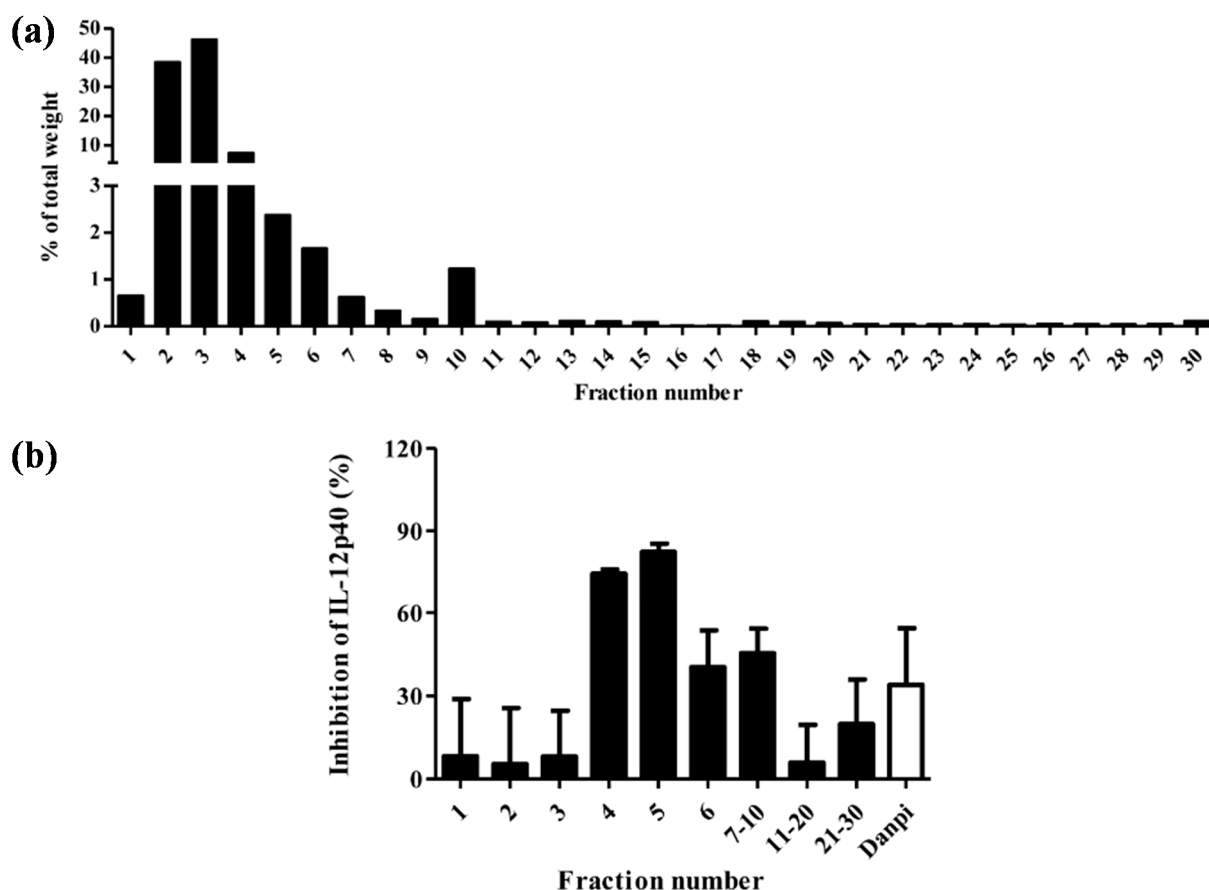 (a)
% of total weight
50
40
30
20
10
3
2
1
0
1 2 3 4 5 6 7 8 9 10 11 12 13 14 15 16 17 18 19 20 21 22 23 24 25 26 27 28 29 30
Fraction number
(b)
Inhibition of IL-12p40 (%)
120
90
60
30
0
1 2 3 4 5 6 7-10 11-20 21-30 Danpi
Fraction number